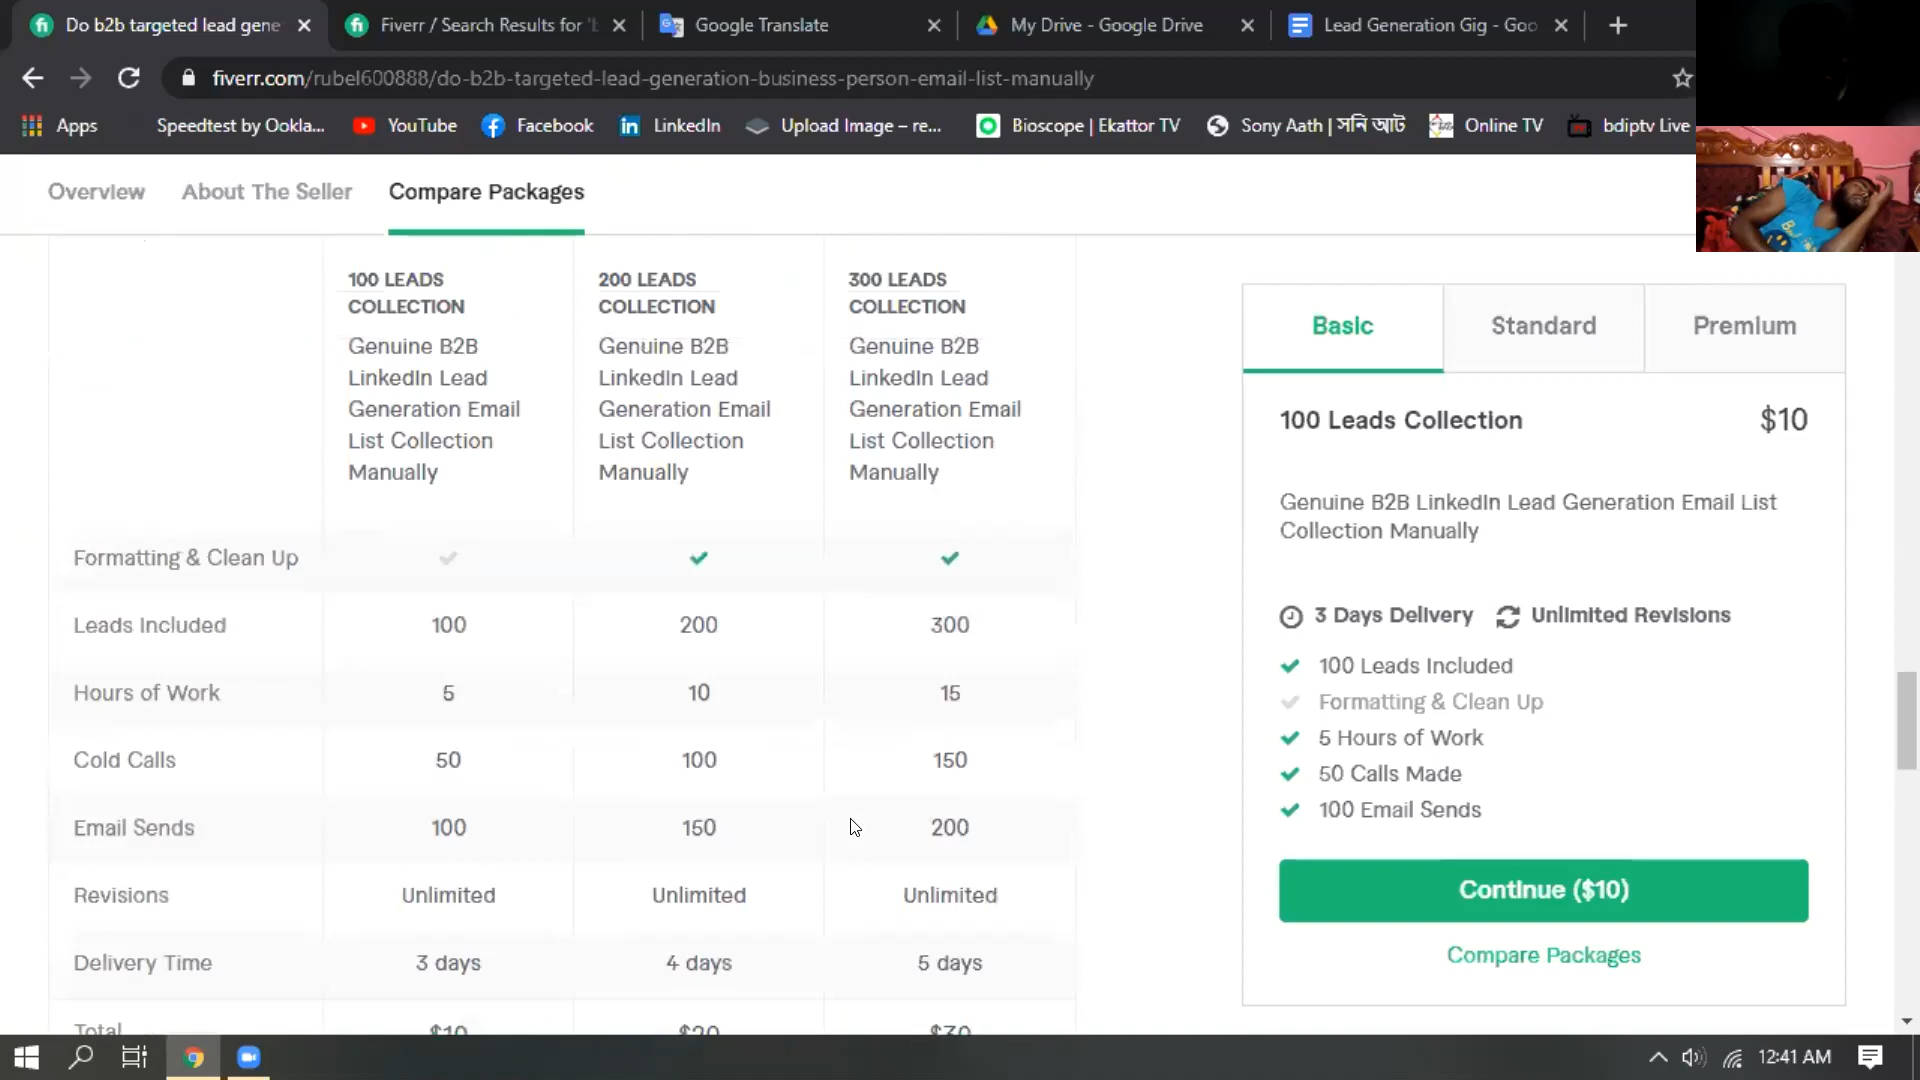 Do b2b targeted lead gene
Fiverr / Search Results for '
Google Translate
My Drive - Google Drive
Lead Generation Gig - Goo
fiverr.com/rubel600888/do-b2b-targeted-lead-generation-business-person-email-list-manually
Apps
Speedtest by Ookla...
YouTube
Facebook
LinkedIn
Upload Image – re...
Bioscope | Ekattor TV
Sony Aath | সনি আট
Online TV
bdiptv Live
Overview
About The Seller
Compare Packages
100 LEADS COLLECTION
Genuine B2B
LinkedIn Lead
Generation Email
List Collection
Manually
200 LEADS COLLECTION
Genuine B2B
LinkedIn Lead
Generation Email
List Collection
Manually
300 LEADS COLLECTION
Genuine B2B
LinkedIn Lead
Generation Email
List Collection
Manually
Formatting & Clean Up
Leads Included 100 200 300
Hours of Work 5 10 15
Cold Calls 50 100 150
Email Sends 100 150 200
Revisions Unlimited Unlimited Unlimited
Delivery Time 3 days 4 days 5 days
Total $10 $20 $30
Basic Standard Premium
100 Leads Collection $10
Genuine B2B LinkedIn Lead Generation Email List
Collection Manually
3 Days Delivery Unlimited Revisions
100 Leads Included
Formatting & Clean Up
5 Hours of Work
50 Calls Made
100 Email Sends
Continue ($10)
Compare Packages
12:41 AM